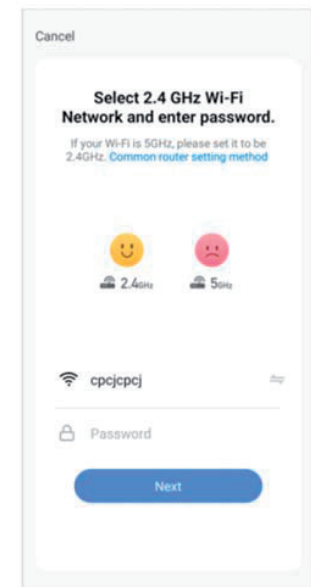 Cancel
Select 2.4 GHz Wi-Fi
Network and enter password.
If your Wi-Fi is 5GHz, please set it to be
2.4GHz. Common router setting method
2.4GHz 5GHz
cpcjcpcj
Password
Next